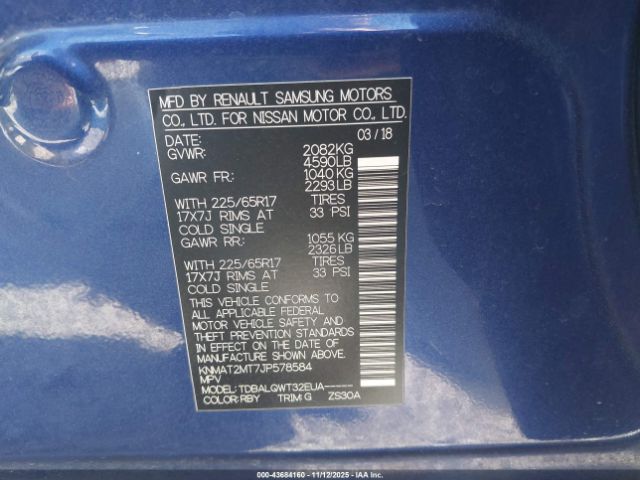 MFD BY RENAULT SAMSUNG MOTORS
CO., LTD. FOR NISSAN MOTOR CO., LTD.
DATE: 03/18
GVWR: 2082KG
4590LB
GAWR FR: 1040 KG
2293LB
WITH 225/65R17 TIRES
17X7J RIMS AT 33 PSI
COLD SINGLE
GAWR RR: 1055 KG
2326LB
WITH 225/65R17 TIRES
17X7J RIMS AT 33 PSI
COLD SINGLE
THIS VEHICLE CONFORMS TO
ALL APPLICABLE FEDERAL
MOTOR VEHICLE SAFETY AND
THEFT PREVENTION STANDARDS
IN EFFECT ON THE DATE OF
MANUFACTURE SHOWN ABOVE.
KNMAT2MT7JP578584
MPV
MODEL: TDBALQWT32EUA-----
COLOR: RBY TRIM: G ZS30A
000-43684160 - 11/12/2025 - IAA Inc.